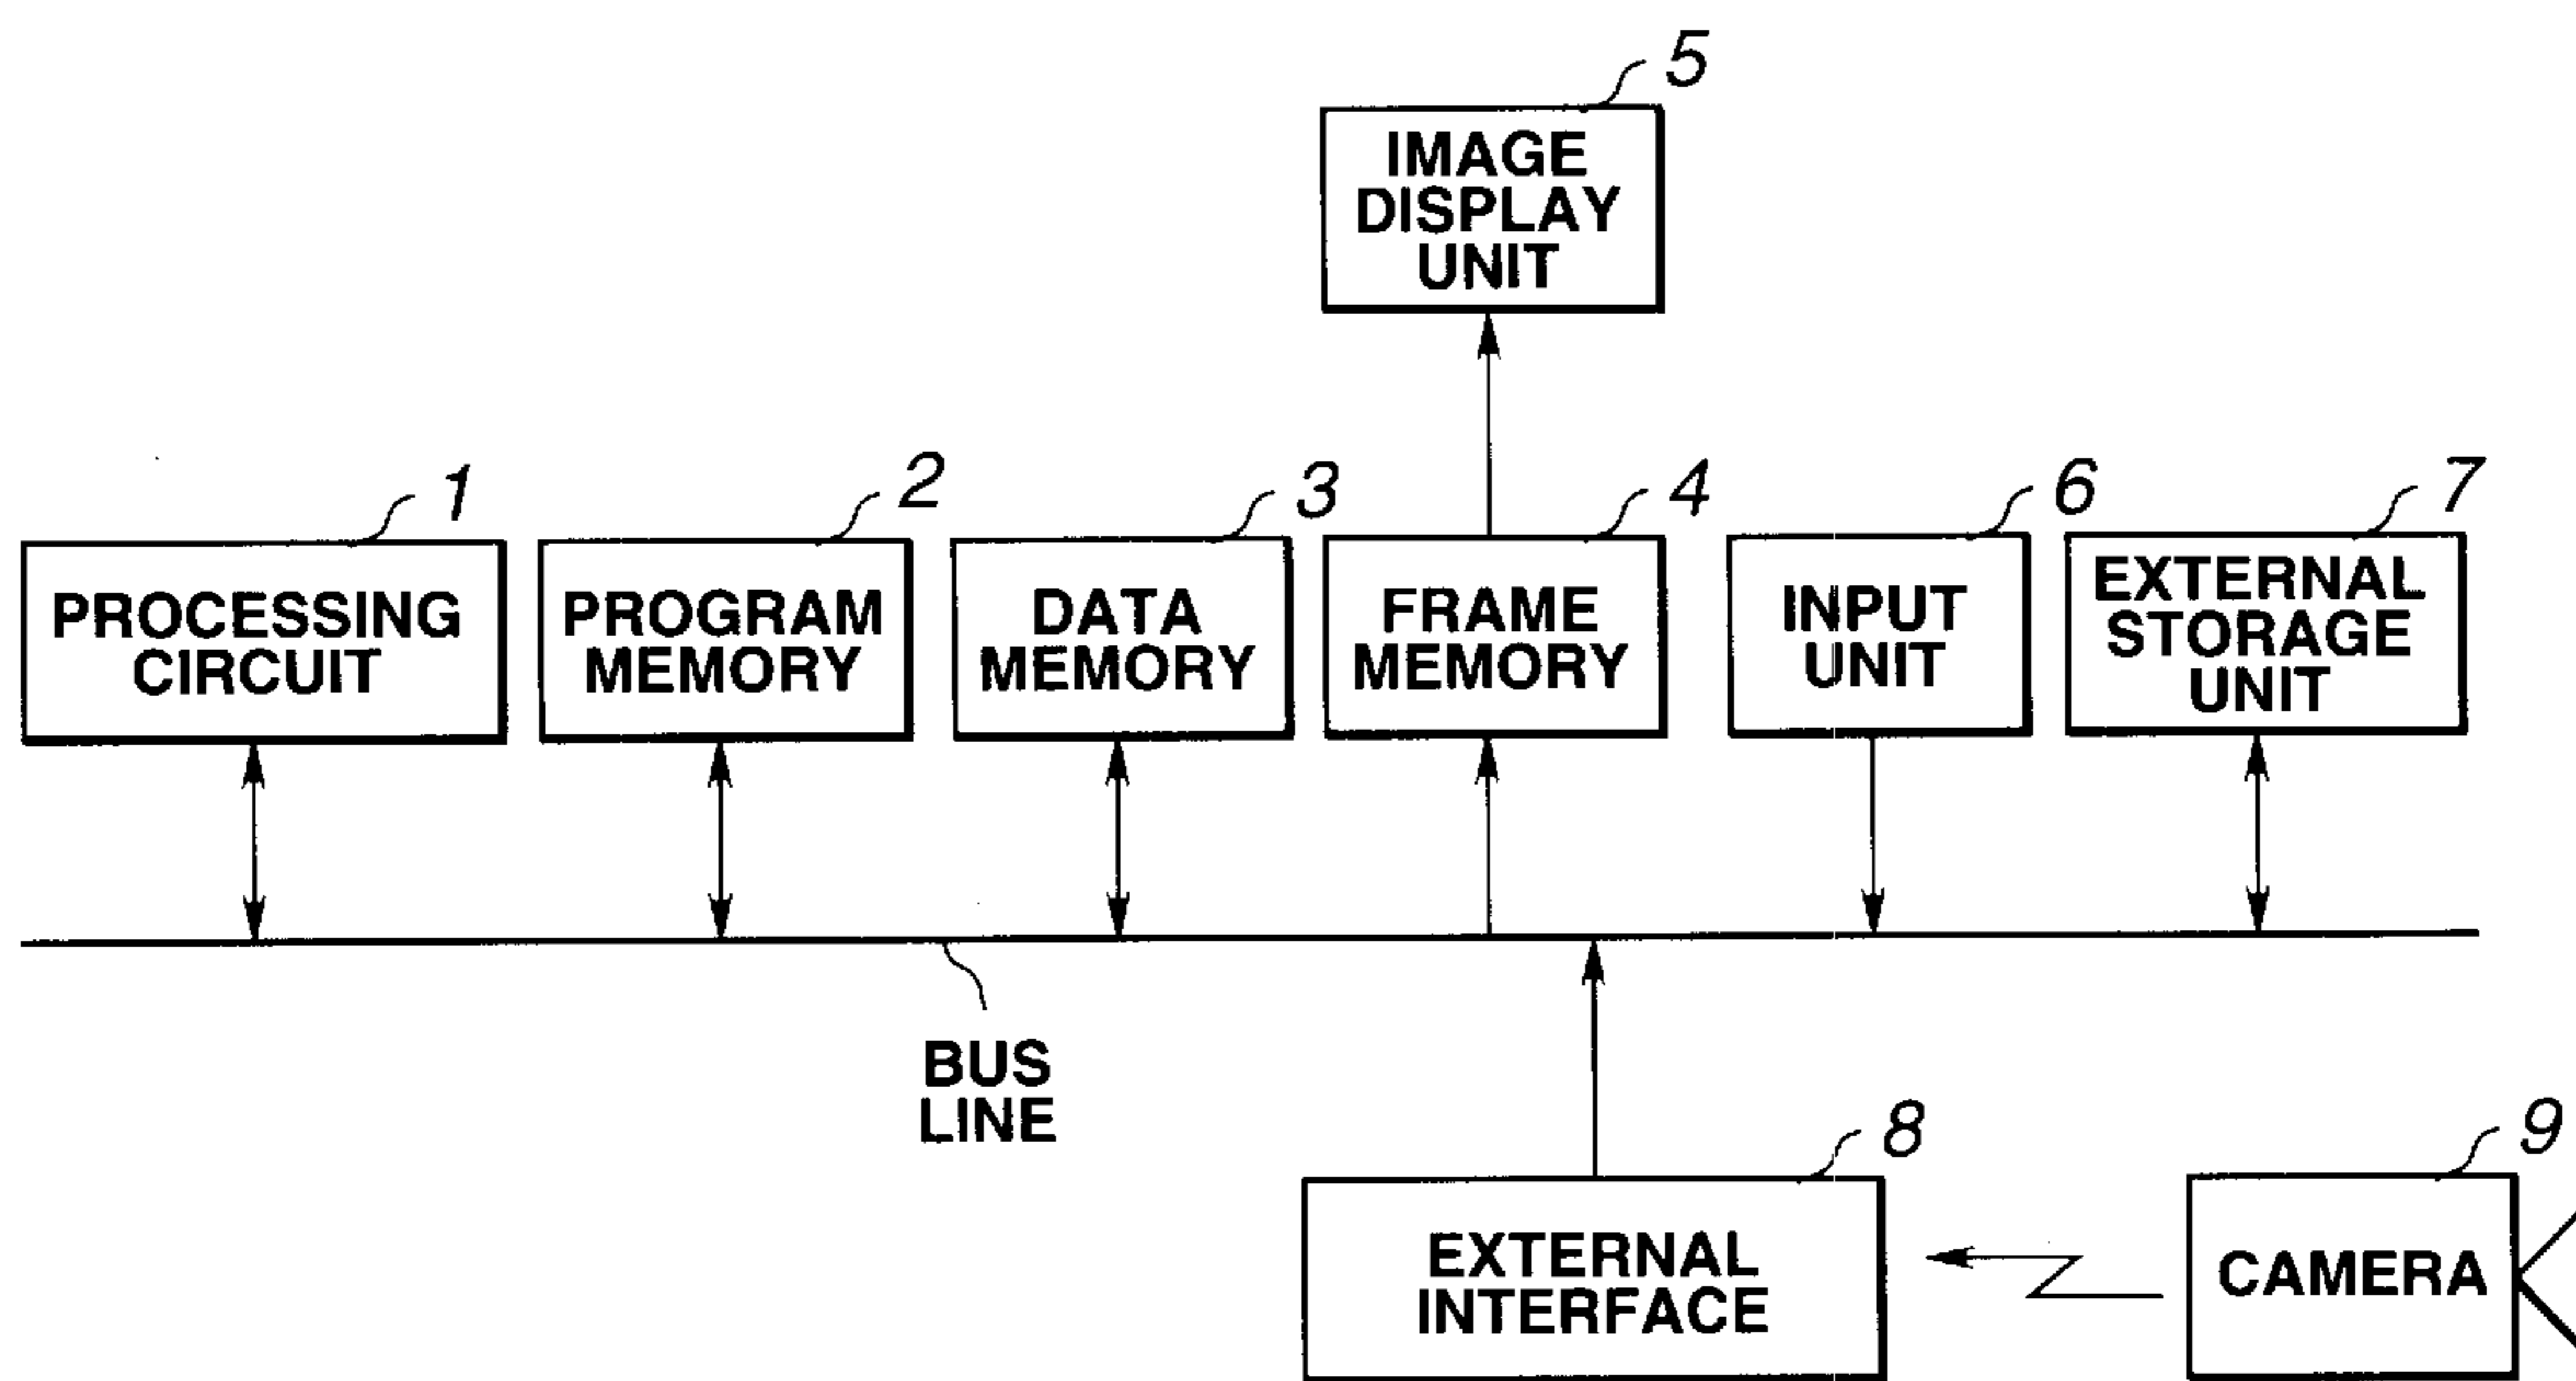 5
IMAGE
DISPLAY
UNIT
1
2
3
4
6
7
PROCESSING
CIRCUIT
PROGRAM
MEMORY
DATA
MEMORY
FRAME
MEMORY
INPUT
UNIT
EXTERNAL
STORAGE
UNIT
BUS
LINE
8
9
EXTERNAL
INTERFACE
CAMERA